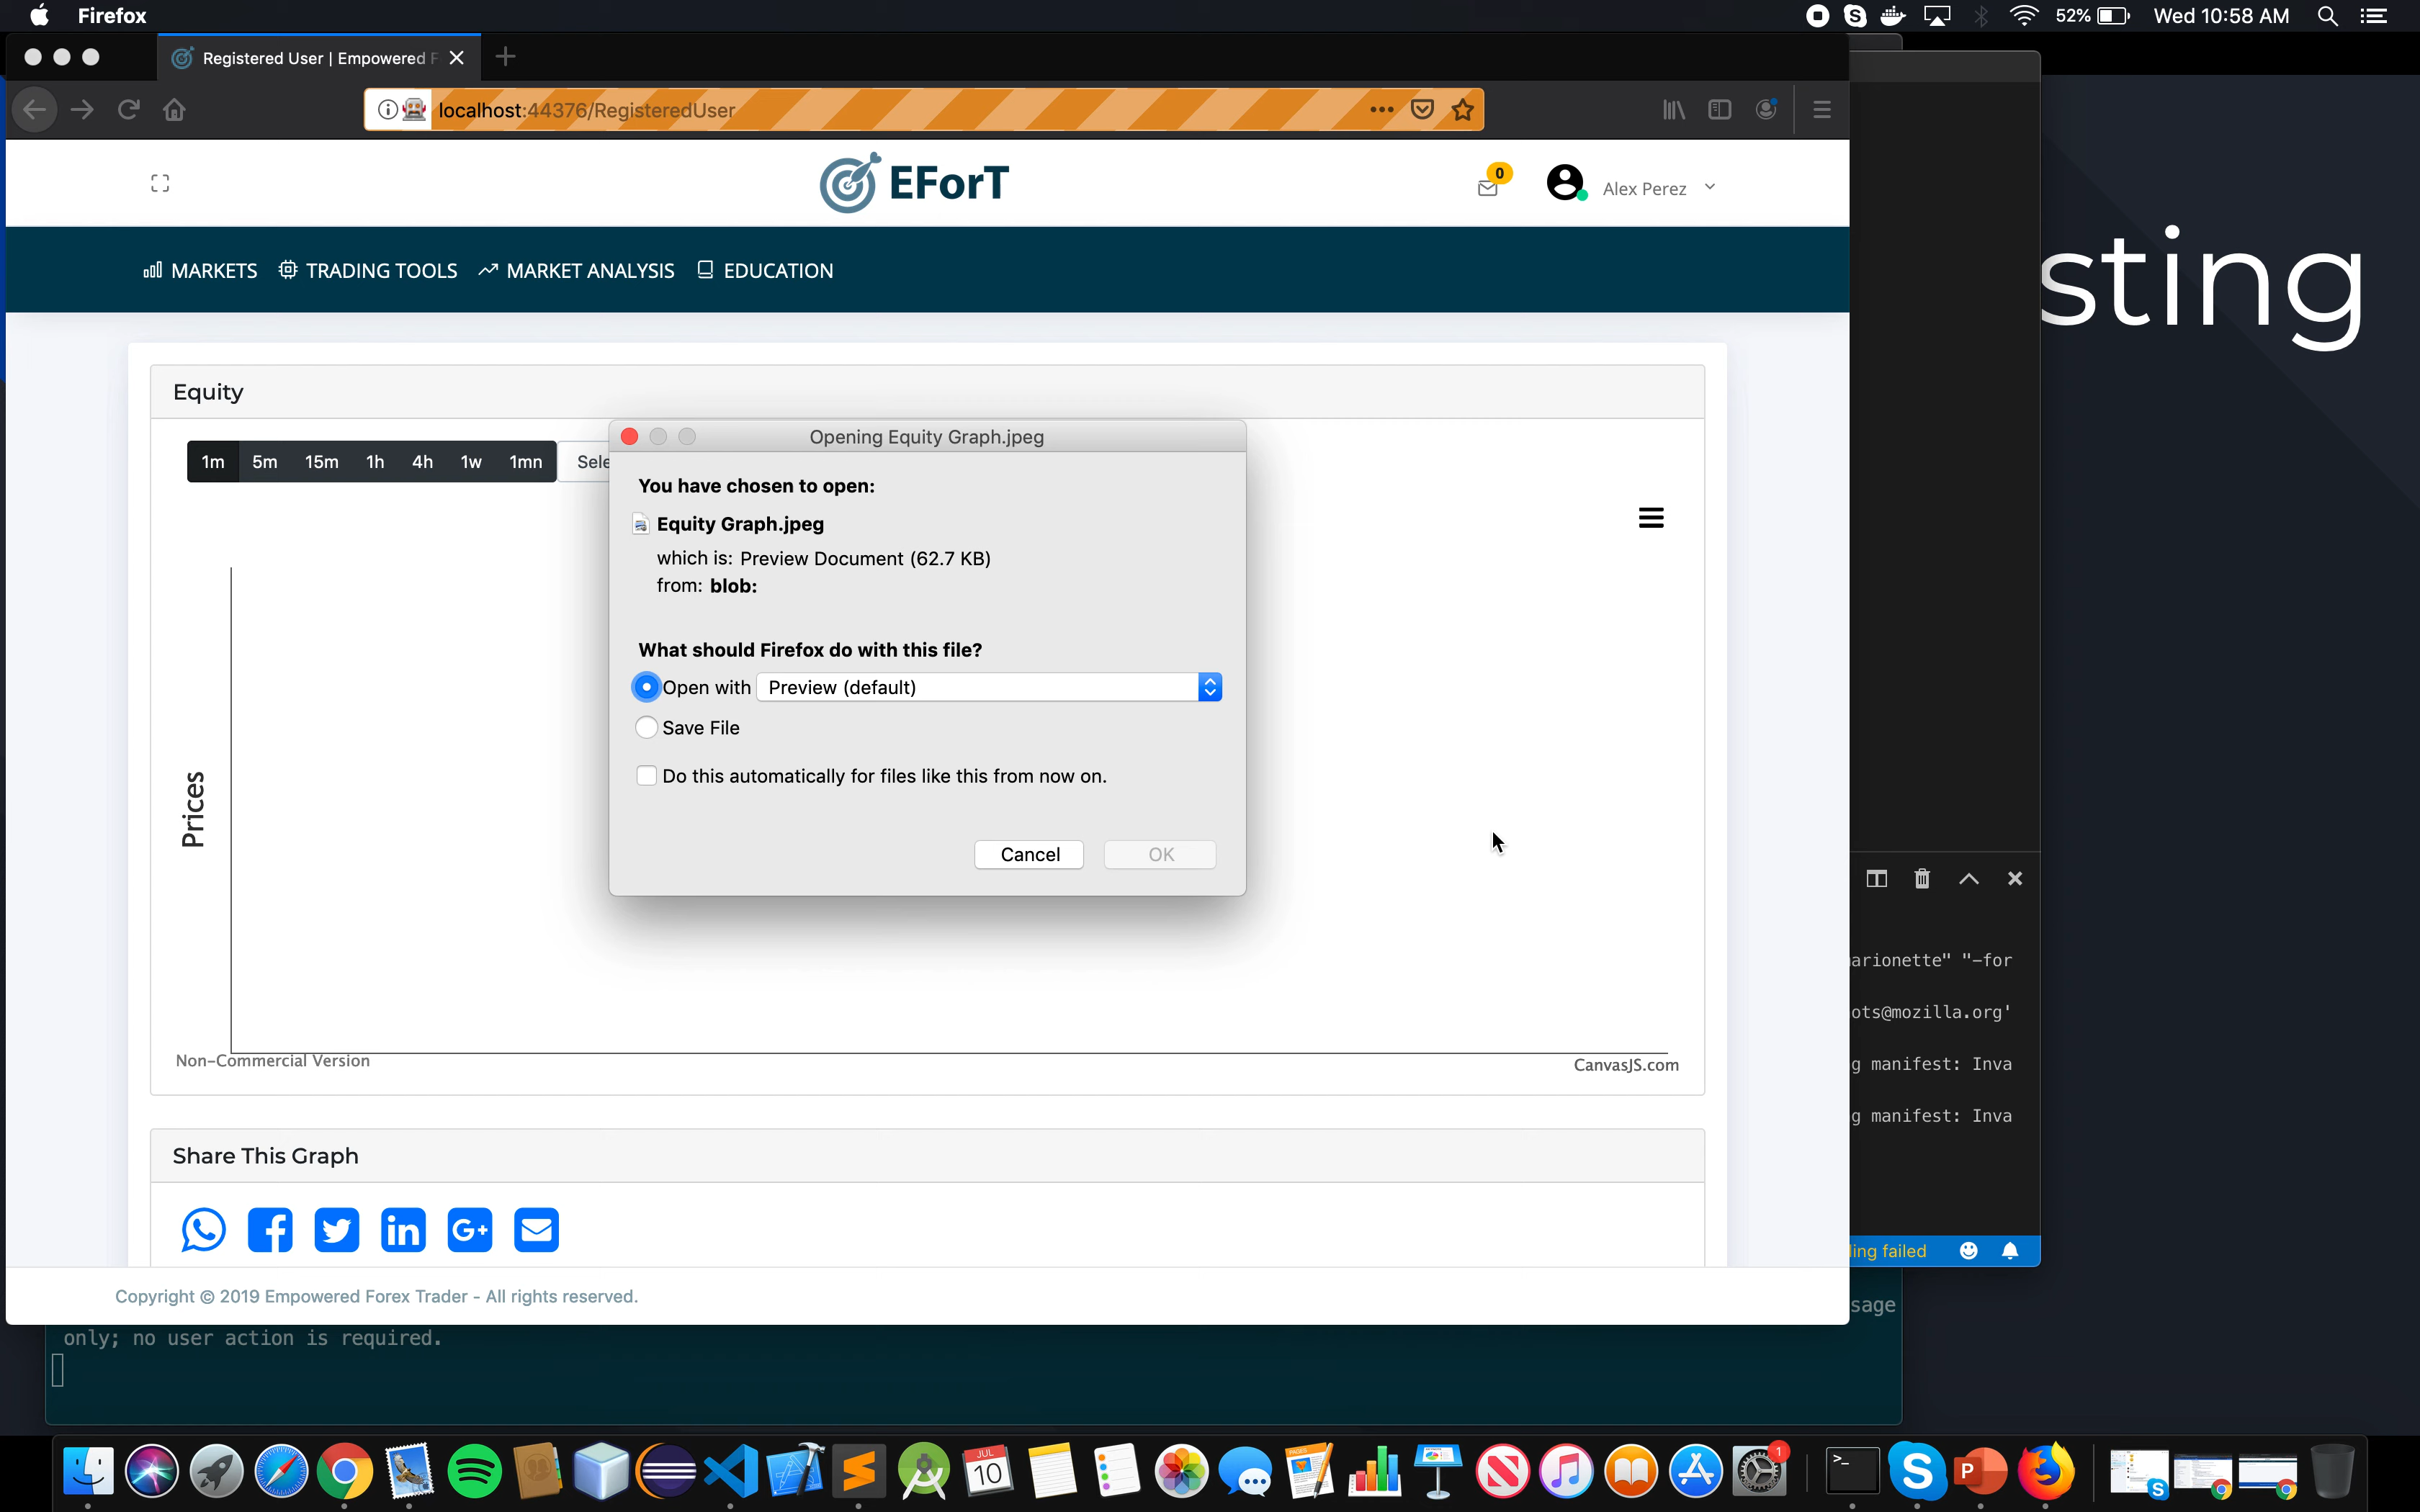 Firefox
52%
Wed 10:58 AM
Registered User | Empowered F
localhost:44376/RegisteredUser
EForT
0
Alex Perez
MARKETS
TRADING TOOLS
MARKET ANALYSIS
EDUCATION
sting
Equity
1m 5m 15m 1h 4h 1w 1mn Sele
Opening Equity Graph.jpeg
You have chosen to open:
Equity Graph.jpeg
which is: Preview Document (62.7 KB)
from: blob:
What should Firefox do with this file?
Open with Preview (default)
Save File
Do this automatically for files like this from now on.
Cancel
OK
Prices
Non-Commercial Version
CanvasJS.com
arionette" "-for
ots@mozilla.org'
g manifest: Inva
g manifest: Inva
Share This Graph
ling failed
Copyright © 2019 Empowered Forex Trader - All rights reserved.
sage
only; no user action is required.
JUL
10
PAGES
1